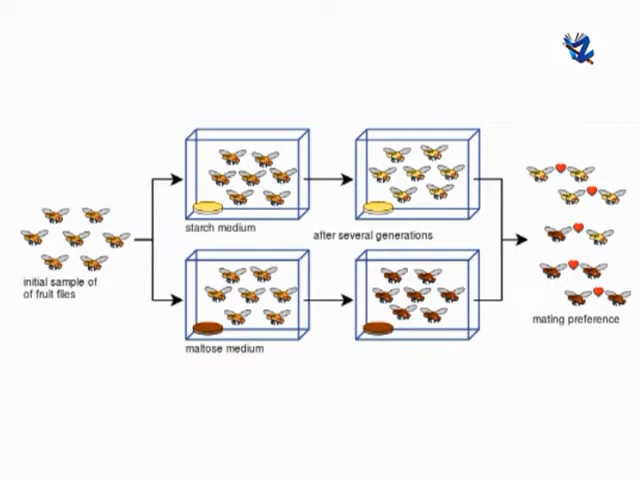 starch medium
after several generations
initial sample of
of fruit flies
maltose medium
mating preference